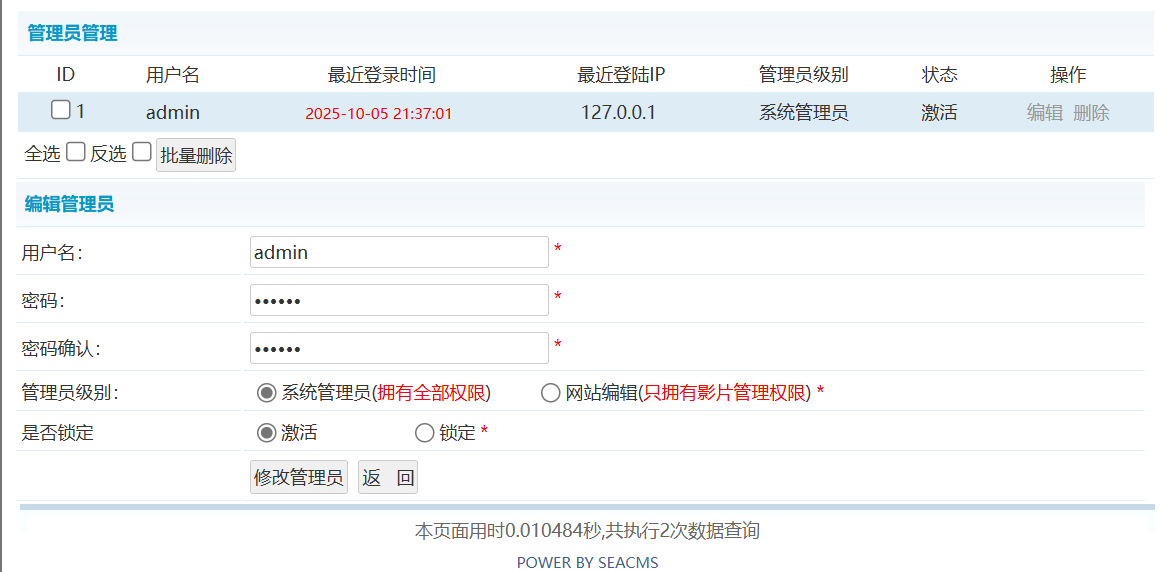 管理员管理
ID 用户名 最近登录时间 最近登陆IP 管理员级别 状态 操作
1 admin 2025-10-05 21:37:01 127.0.0.1 系统管理员 激活 编辑 删除
全选 反选 批量删除
编辑管理员
用户名： admin *
密码： •••••• *
密码确认： •••••• *
管理员级别： 系统管理员(拥有全部权限) 网站编辑(只拥有影片管理权限) *
是否锁定 激活 锁定 *
修改管理员 返 回
本页面用时0.010484秒,共执行2次数据查询
POWER BY SEACMS